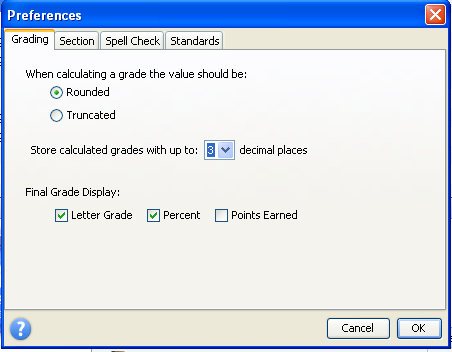 Preferences
Grading Section Spell Check Standards
When calculating a grade the value should be:
Rounded
Truncated
Store calculated grades with up to: 3 decimal places
Final Grade Display:
Letter Grade Percent Points Earned
? Cancel OK